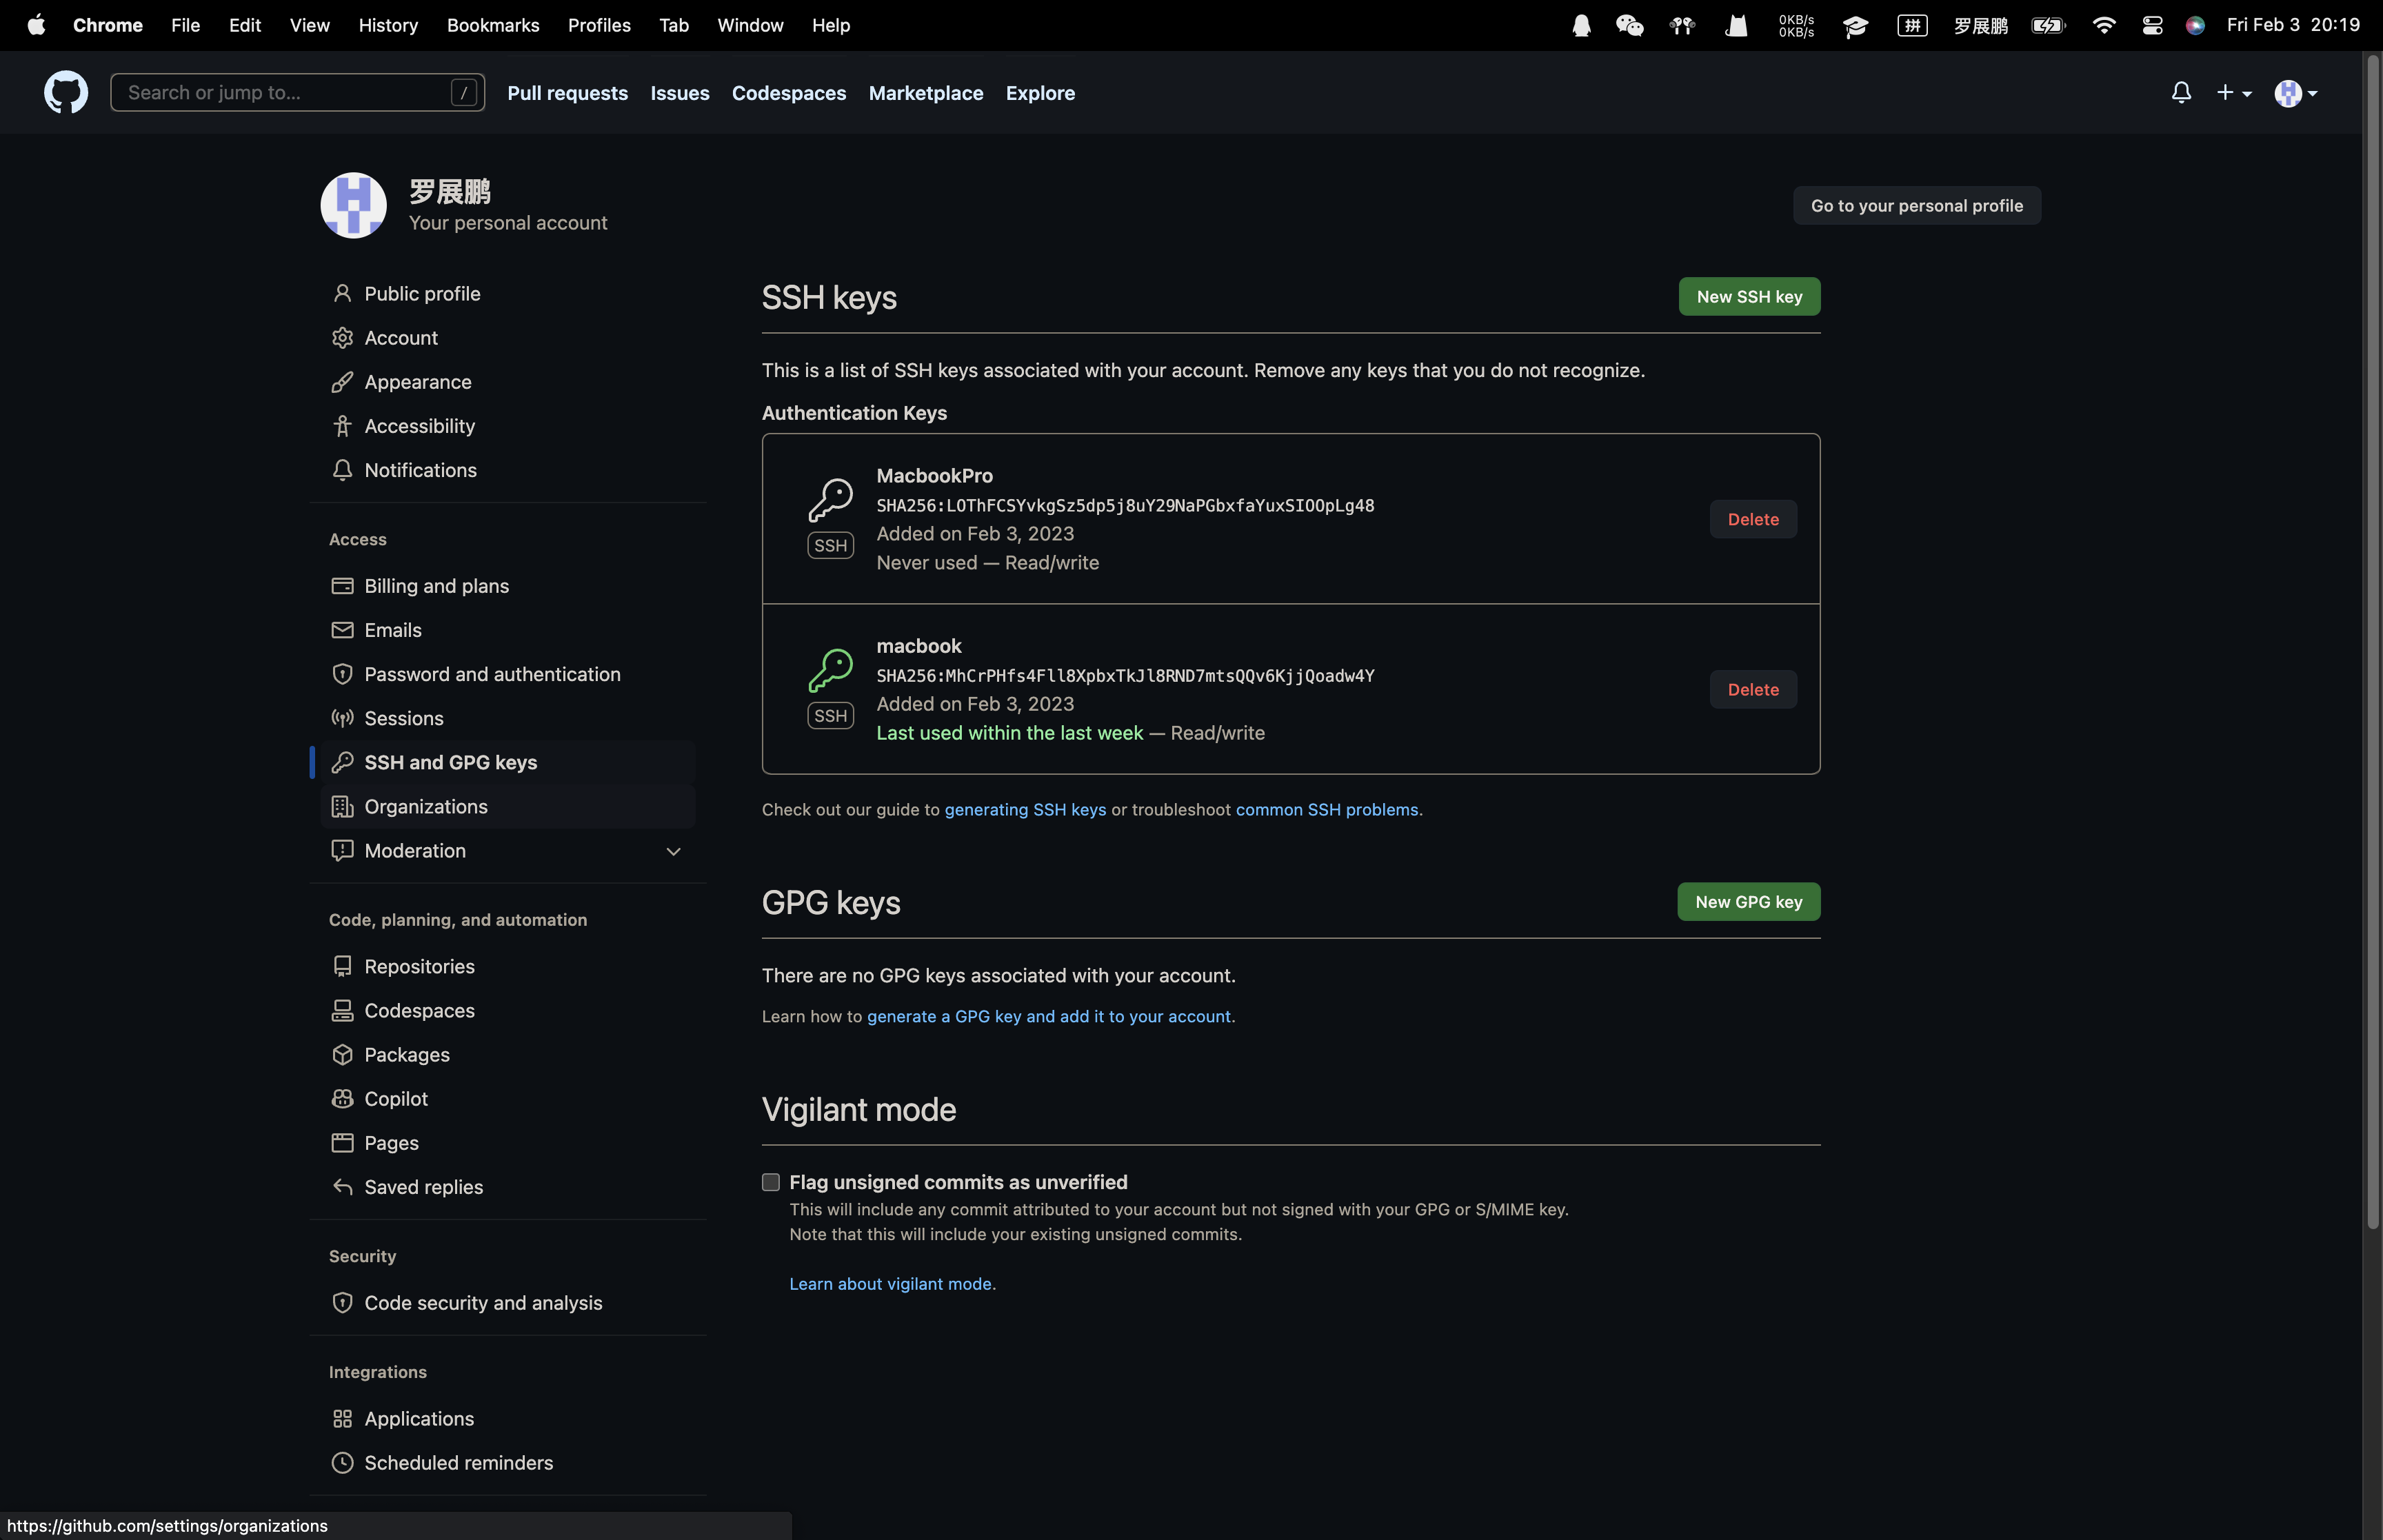 Chrome File Edit View History Bookmarks Profiles Tab Window Help
0KB/s
0KB/s
拼
罗展鹏
Fri Feb 3 20:19
Search or jump to...
/
Pull requests Issues Codespaces Marketplace Explore
罗展鹏
Your personal account
Go to your personal profile
Public profile
Account
Appearance
Accessibility
Notifications
Access
Billing and plans
Emails
Password and authentication
Sessions
SSH and GPG keys
Organizations
Moderation
Code, planning, and automation
Repositories
Codespaces
Packages
Copilot
Pages
Saved replies
Security
Code security and analysis
Integrations
Applications
Scheduled reminders
SSH keys
New SSH key
This is a list of SSH keys associated with your account. Remove any keys that you do not recognize.
Authentication Keys
MacbookPro
SHA256:LOThFCSYvkgSz5dp5j8uY29NaPGbxfaYuxSIOOpLg48
Added on Feb 3, 2023
Never used — Read/write
SSH
Delete
macbook
SHA256:MhCrPHfs4Fll8XpbxTkJl8RND7mtsQQv6KjjQoadw4Y
Added on Feb 3, 2023
Last used within the last week — Read/write
SSH
Delete
Check out our guide to generating SSH keys or troubleshoot common SSH problems.
GPG keys
New GPG key
There are no GPG keys associated with your account.
Learn how to generate a GPG key and add it to your account.
Vigilant mode
Flag unsigned commits as unverified
This will include any commit attributed to your account but not signed with your GPG or S/MIME key.
Note that this will include your existing unsigned commits.
Learn about vigilant mode.
https://github.com/settings/organizations